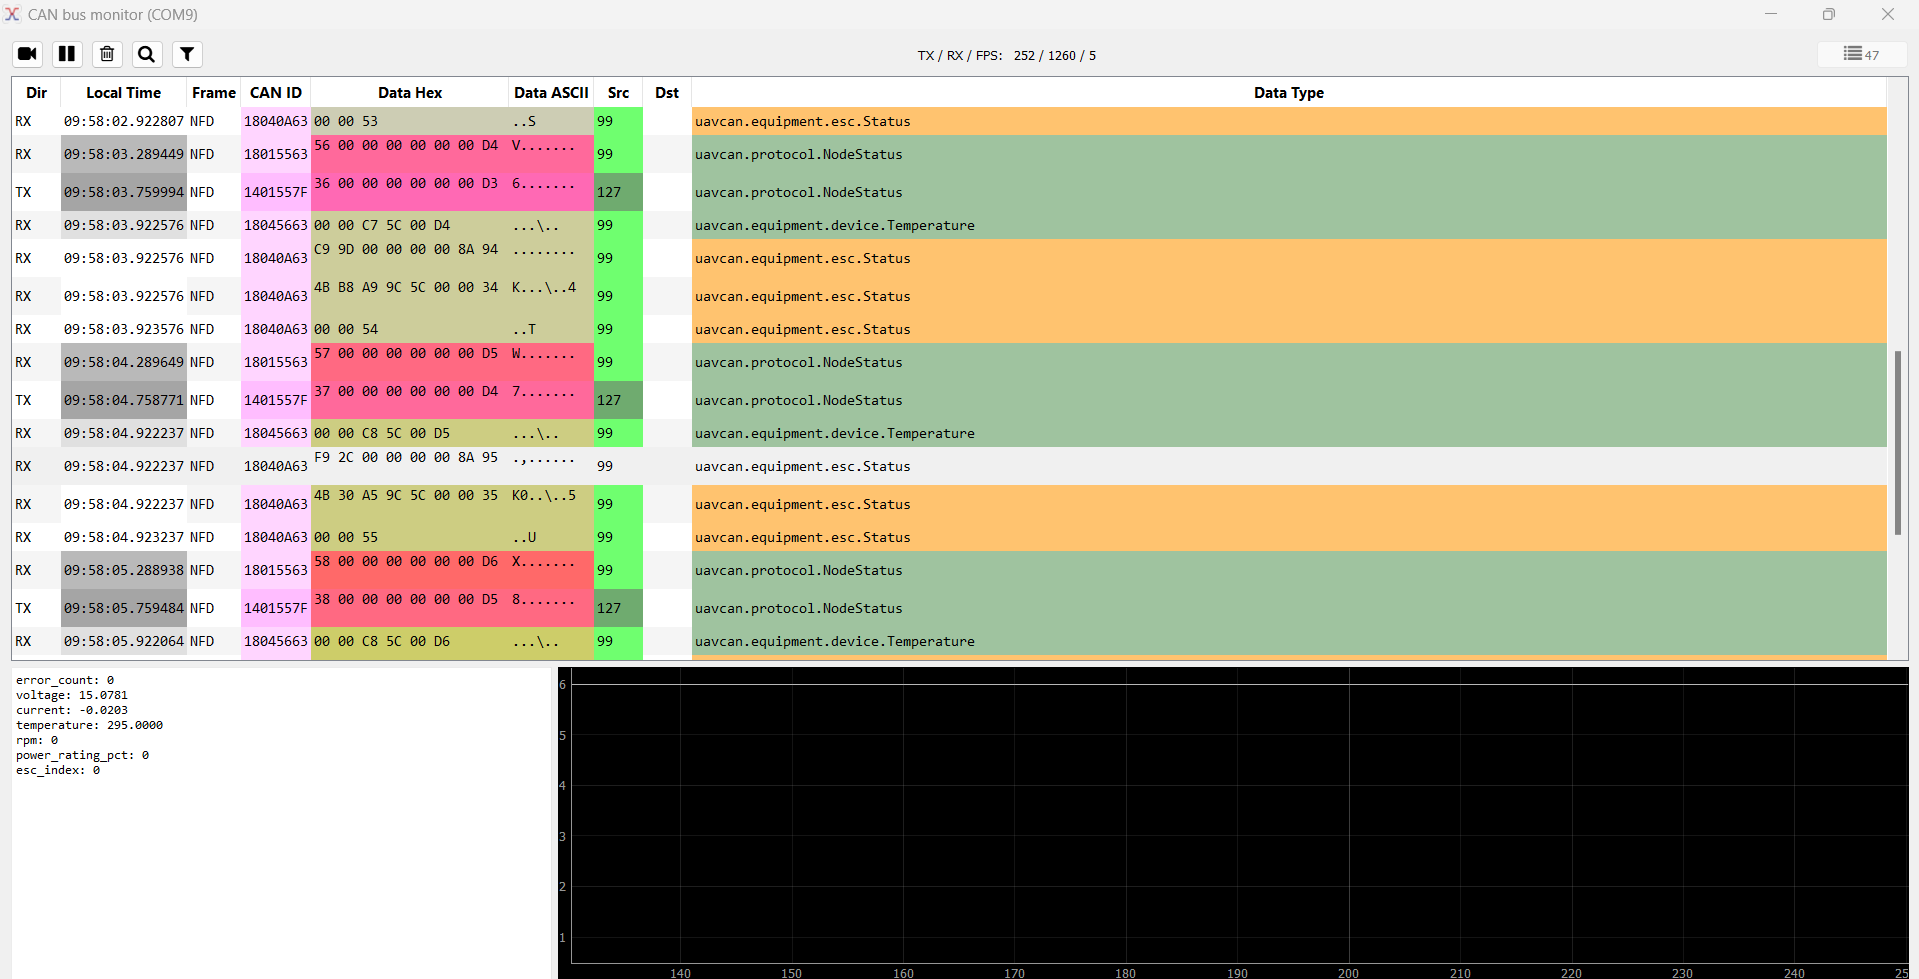 CAN bus monitor (COM9)
TX / RX / FPS: 252 / 1260 / 5
47
Dir Local Time Frame CAN ID Data Hex Data ASCII Src Dst Data Type
RX 09:58:02.922807 NFD 18040A63 00 00 53 ..S 99 uavcan.equipment.esc.Status
RX 09:58:03.289449 NFD 18015563 56 00 00 00 00 00 00 D4 V....... 99 uavcan.protocol.NodeStatus
TX 09:58:03.759994 NFD 1401557F 36 00 00 00 00 00 00 D3 6....... 127 uavcan.protocol.NodeStatus
RX 09:58:03.922576 NFD 18045663 00 00 C7 5C 00 D4 ...\.. 99 uavcan.equipment.device.Temperature
RX 09:58:03.922576 NFD 18040A63 C9 9D 00 00 00 00 8A 94 ........ 99 uavcan.equipment.esc.Status
RX 09:58:03.922576 NFD 18040A63 4B B8 A9 9C 5C 00 00 34 K...\..4 99 uavcan.equipment.esc.Status
RX 09:58:03.923576 NFD 18040A63 00 00 54 ..T 99 uavcan.equipment.esc.Status
RX 09:58:04.289649 NFD 18015563 57 00 00 00 00 00 00 D5 W....... 99 uavcan.protocol.NodeStatus
TX 09:58:04.758771 NFD 1401557F 37 00 00 00 00 00 00 D4 7....... 127 uavcan.protocol.NodeStatus
RX 09:58:04.922237 NFD 18045663 00 00 C8 5C 00 D5 ...\.. 99 uavcan.equipment.device.Temperature
RX 09:58:04.922237 NFD 18040A63 F9 2C 00 00 00 00 8A 95 .,...... 99 uavcan.equipment.esc.Status
RX 09:58:04.922237 NFD 18040A63 4B 30 A5 9C 5C 00 00 35 K0..\..5 99 uavcan.equipment.esc.Status
RX 09:58:04.923237 NFD 18040A63 00 00 55 ..U 99 uavcan.equipment.esc.Status
RX 09:58:05.288938 NFD 18015563 58 00 00 00 00 00 00 D6 X....... 99 uavcan.protocol.NodeStatus
TX 09:58:05.759484 NFD 1401557F 38 00 00 00 00 00 00 D5 8....... 127 uavcan.protocol.NodeStatus
RX 09:58:05.922064 NFD 18045663 00 00 C8 5C 00 D6 ...\.. 99 uavcan.equipment.device.Temperature
error_count: 0
voltage: 15.0781
current: -0.0203
temperature: 295.0000
rpm: 0
power_rating_pct: 0
esc_index: 0
6
5
4
3
2
1
140 150 160 170 180 190 200 210 220 230 240 25